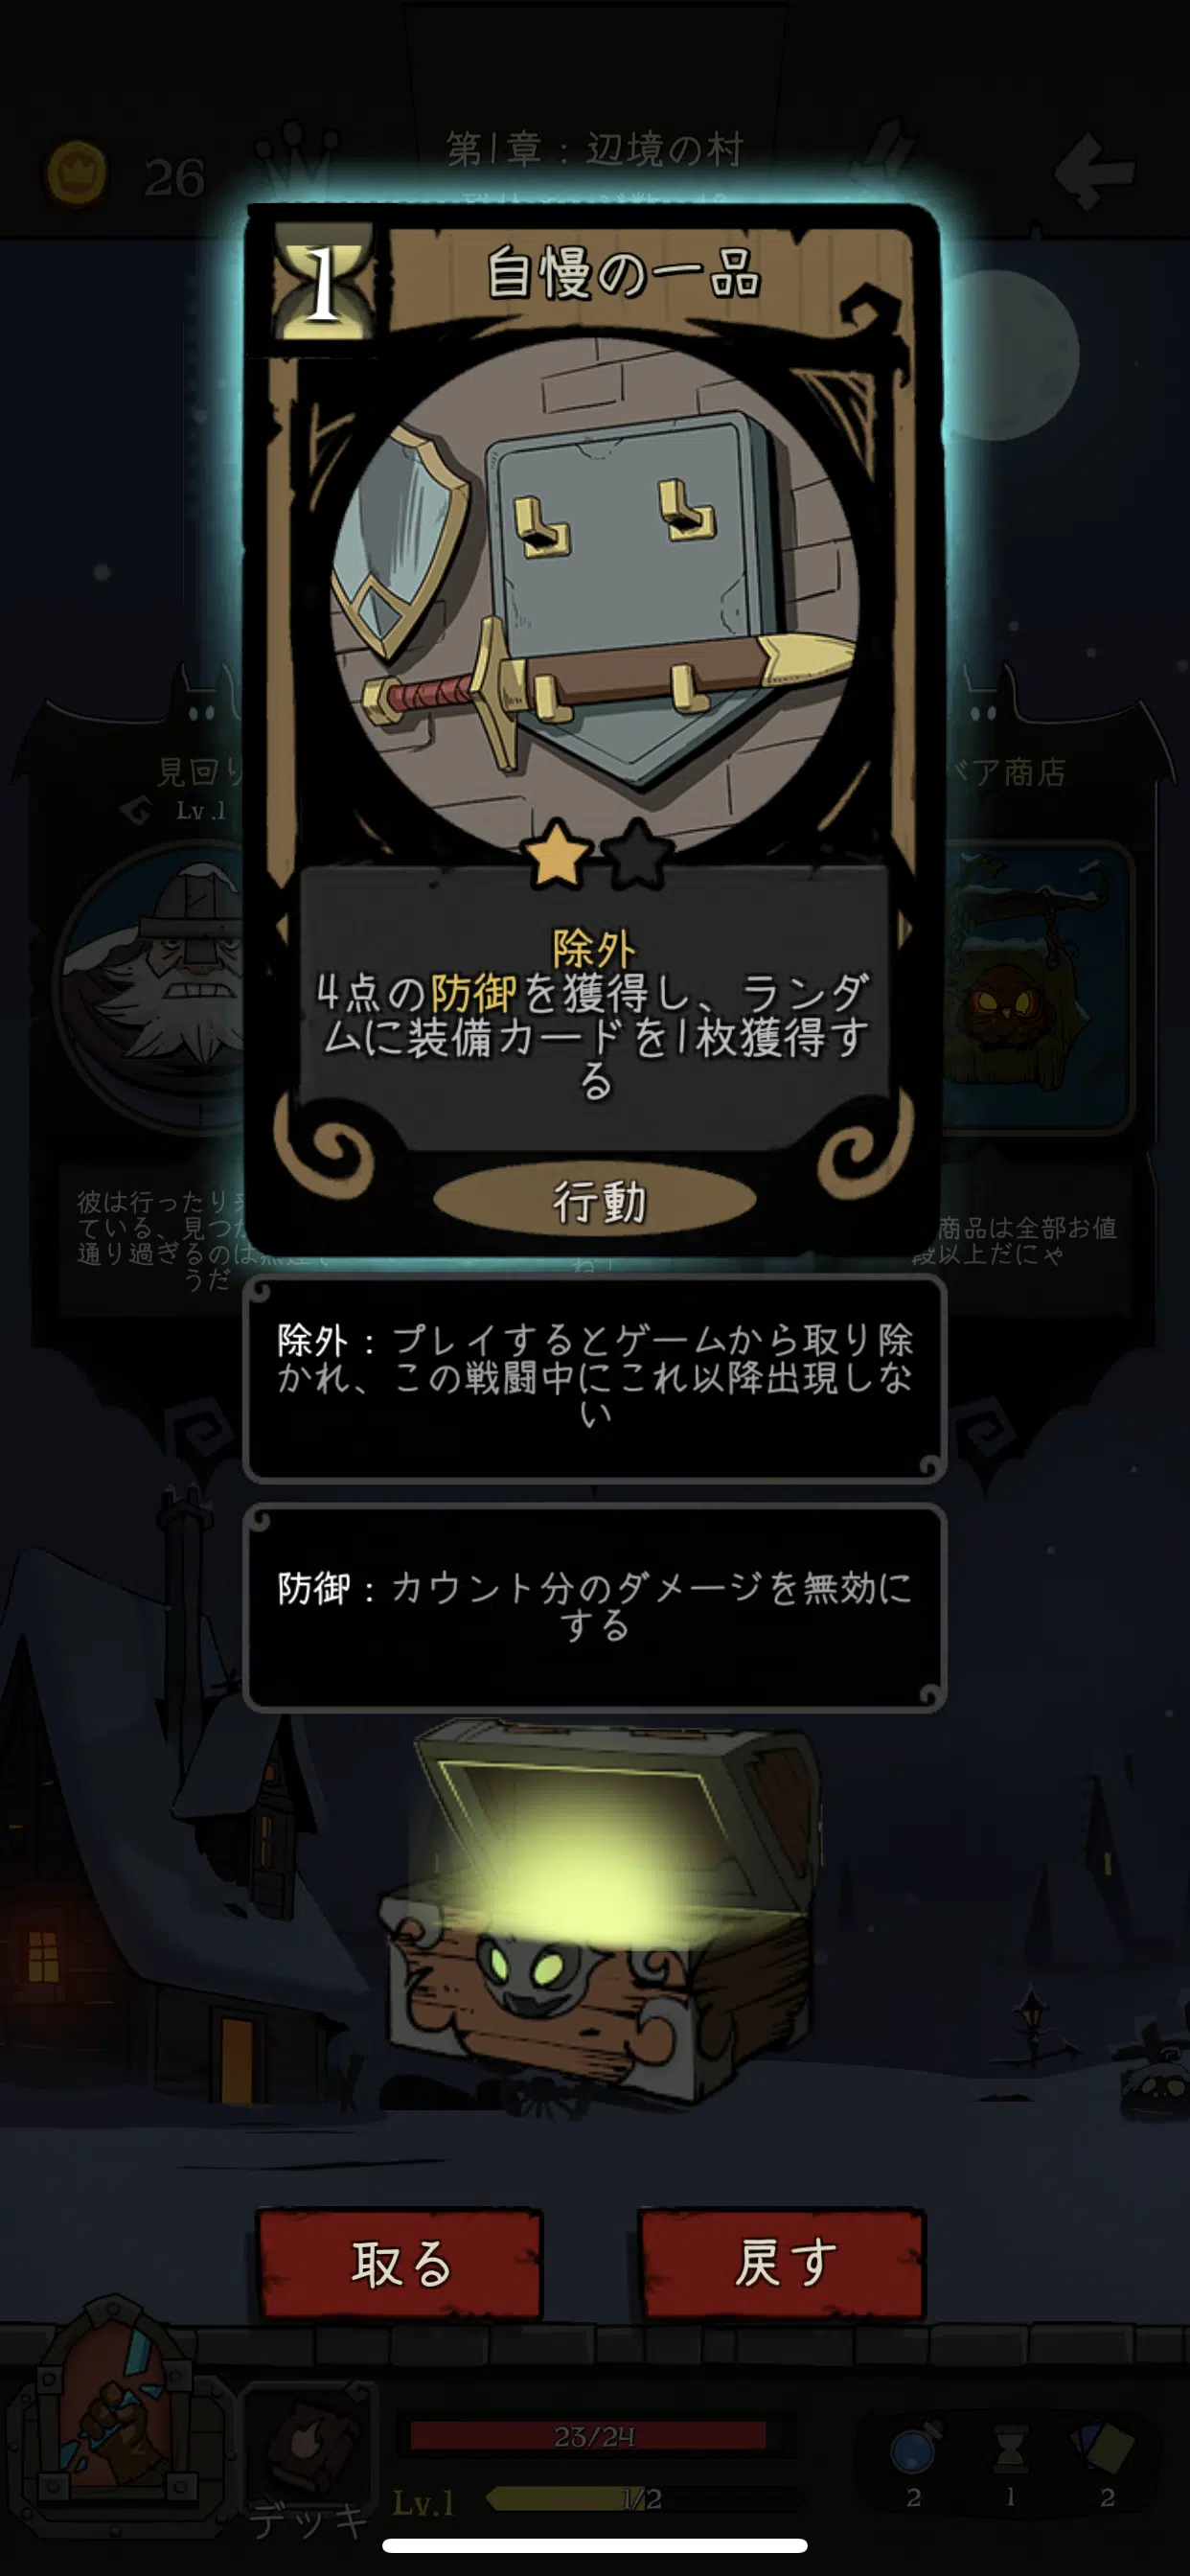 26
第1章：辺境の村
1
自慢の一品
見回り
Lv.1
バア商店
除外
4点の防御を獲得し、ランダ
ムに装備カードを1枚獲得す
る
行動
彼は行ったり
ている、見つか
通り過ぎるのは
うだ
商品は全部お値
段以上だにゃ
除外：プレイするとゲームから取り除
かれ、この戦闘中にこれ以降出現しな
い
防御：カウント分のダメージを無効に
する
取る
戻す
23/24
デッキ
Lv.1
1/2
2
1
2